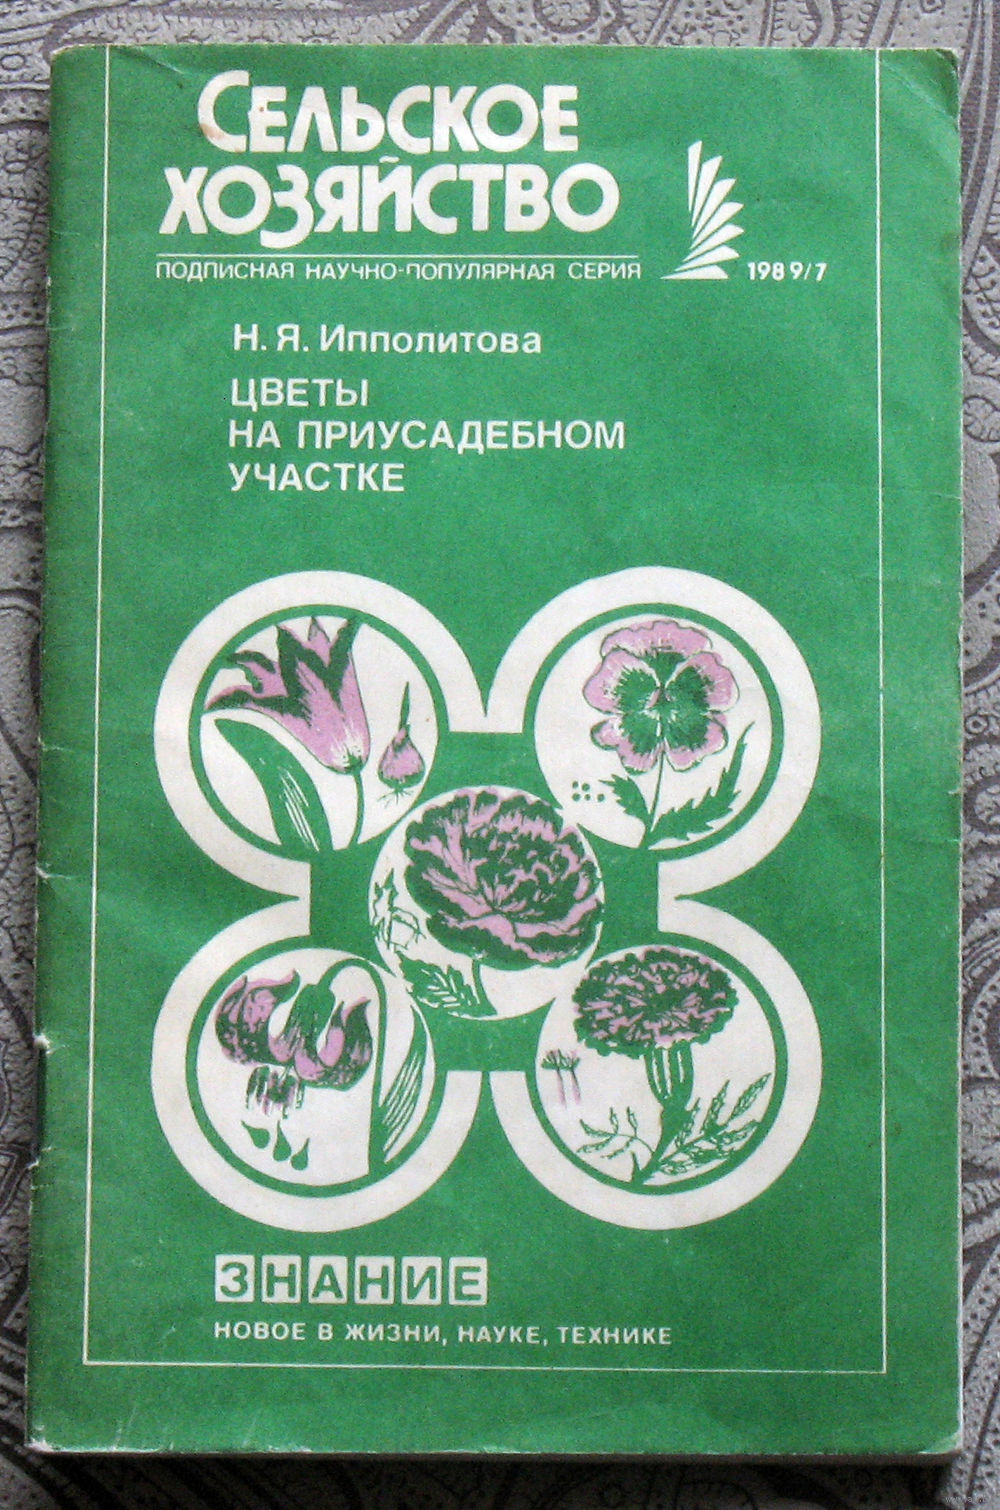 СЕЛЬСКОЕ
ХОЗЯЙСТВО
ПОДПИСНАЯ НАУЧНО-ПОПУЛЯРНАЯ СЕРИЯ
1989/7
Н. Я. Ипполитова
ЦВЕТЫ
НА ПРИУСАДЕБНОМ
УЧАСТКЕ
ЗНАНИЕ
НОВОЕ В ЖИЗНИ, НАУКЕ, ТЕХНИКЕ